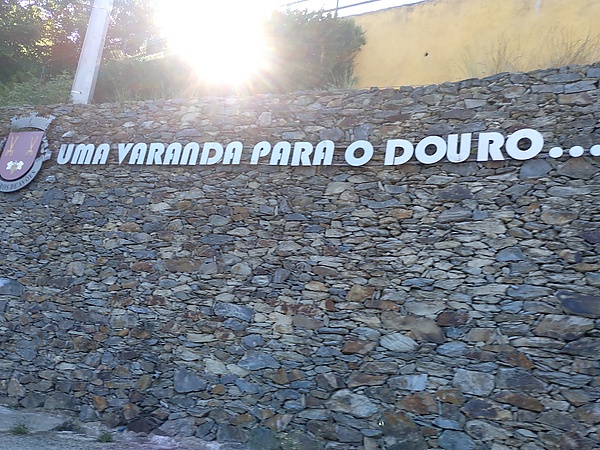 UMA VARANDA PARA O DOURO...